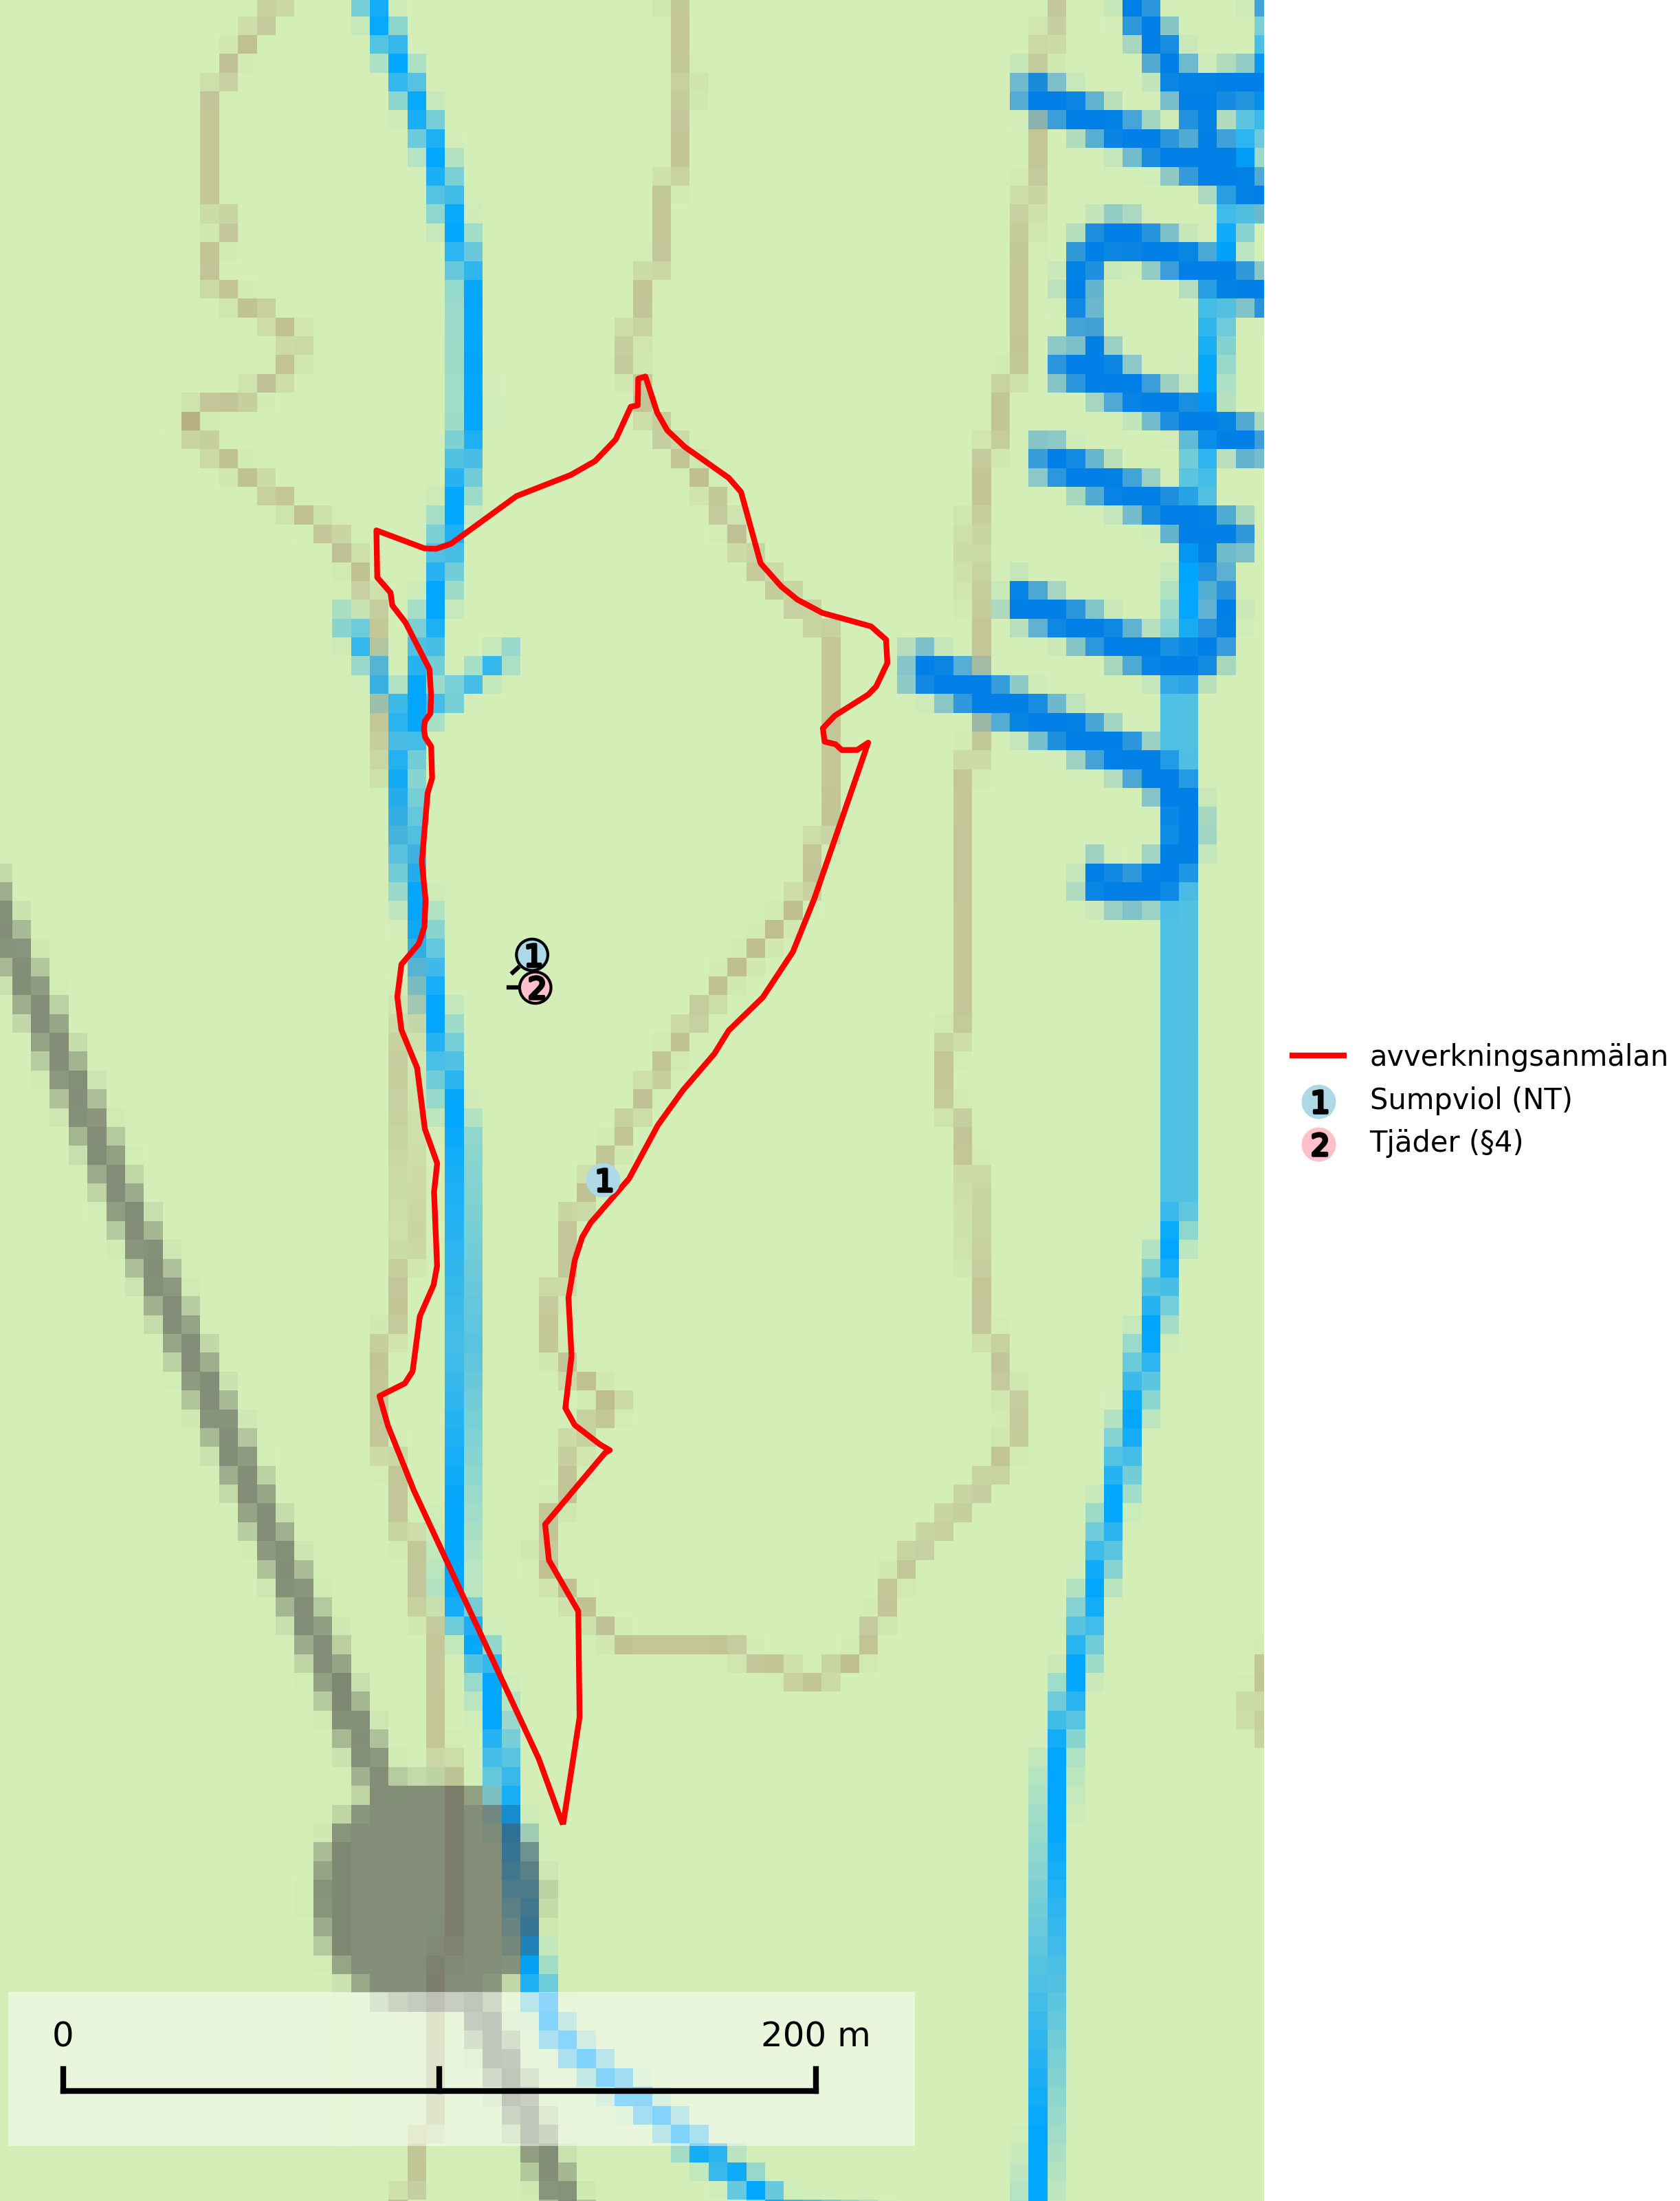 1
2
1
avverkningsanmälan
1 Sumpviol (NT)
2 Tjäder (§4)
0 200 m